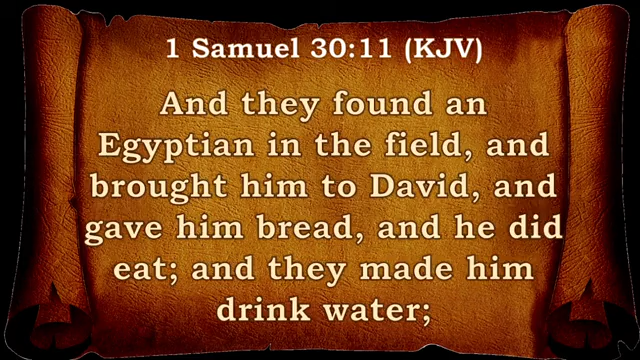 1 Samuel 30:11 (KJV)
And they found an
Egyptian in the field, and
brought him to David, and
gave him bread, and he did
eat; and they made him
drink water;